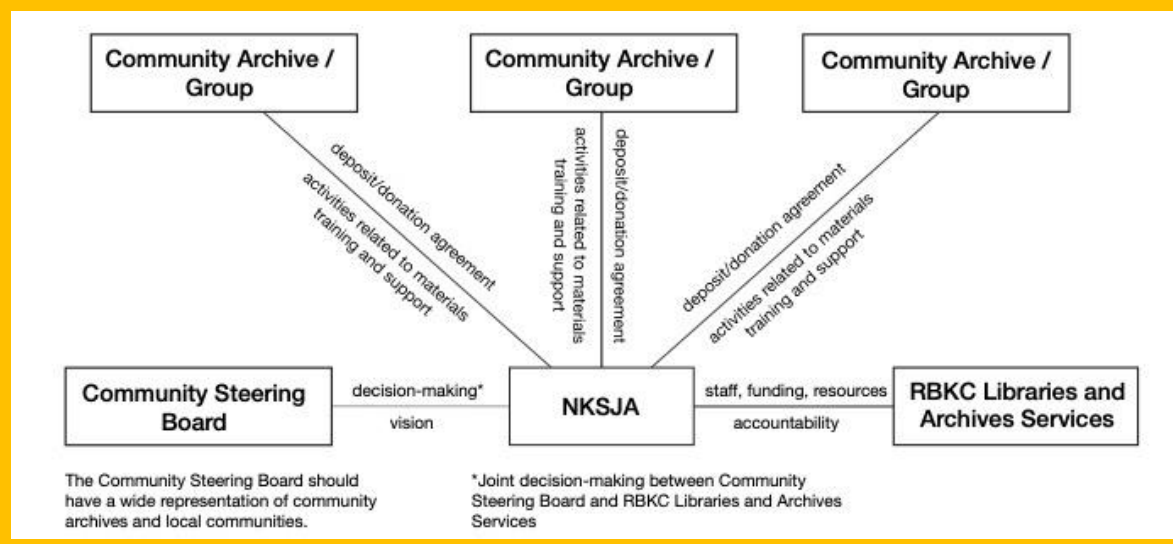 Community Archive /
Group
Community Archive /
Group
Community Archive /
Group
deposit/donation agreement
activities related to materials
training and support
deposit/donation agreement
activities related to materials
training and support
deposit/donation agreement
activities related to materials
training and support
Community Steering
Board
decision-making*
vision
NKSJA
staff, funding, resources
accountability
RBKC Libraries and
Archives Services
The Community Steering Board should
have a wide representation of community
archives and local communities.
*Joint decision-making between Community
Steering Board and RBKC Libraries and Archives
Services